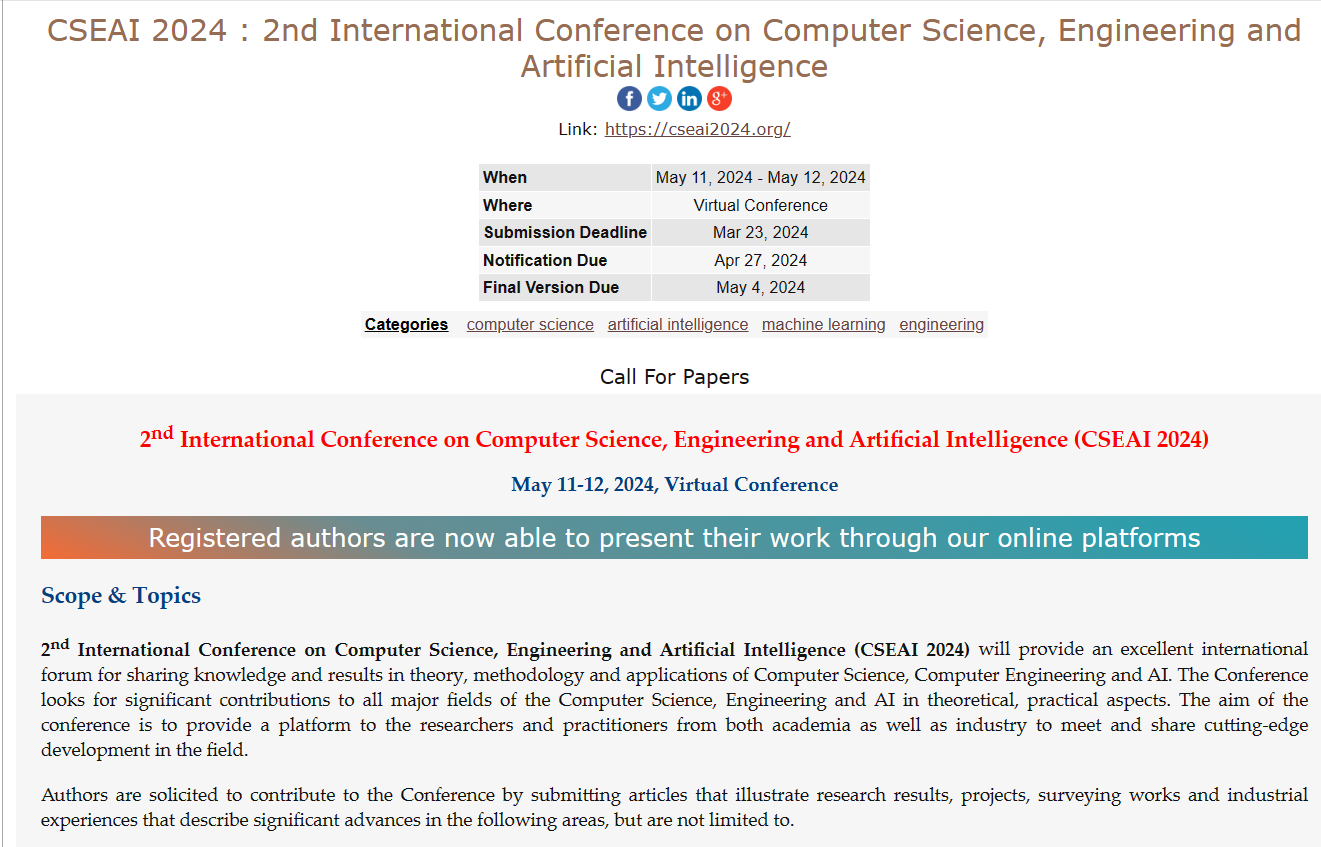 CSEAI 2024 : 2nd International Conference on Computer Science, Engineering and
Artificial Intelligence
f in g+
Link: https://cseai2024.org/
When May 11, 2024 - May 12, 2024
Where Virtual Conference
Submission Deadline Mar 23, 2024
Notification Due Apr 27, 2024
Final Version Due May 4, 2024
Categories computer science artificial intelligence machine learning engineering
Call For Papers
2nd International Conference on Computer Science, Engineering and Artificial Intelligence (CSEAI 2024)
May 11-12, 2024, Virtual Conference
Registered authors are now able to present their work through our online platforms
Scope & Topics
2nd International Conference on Computer Science, Engineering and Artificial Intelligence (CSEAI 2024) will provide an excellent international
forum for sharing knowledge and results in theory, methodology and applications of Computer Science, Computer Engineering and AI. The Conference
looks for significant contributions to all major fields of the Computer Science, Engineering and AI in theoretical, practical aspects. The aim of the
conference is to provide a platform to the researchers and practitioners from both academia as well as industry to meet and share cutting-edge
development in the field.
Authors are solicited to contribute to the Conference by submitting articles that illustrate research results, projects, surveying works and industrial
experiences that describe significant advances in the following areas, but are not limited to.